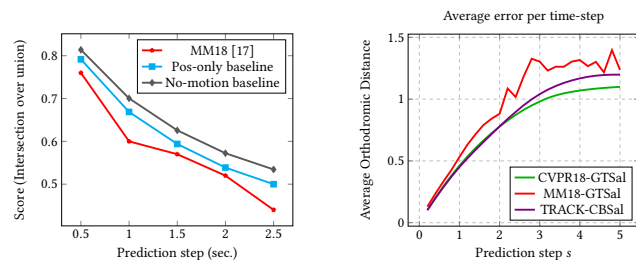 MM18 [17]
Pos-only baseline
No-motion baseline
0.8
0.7
0.6
0.5
0.5
1
1.5
2
2.5
Score (Intersection over union)
Prediction step (sec.)
Average error per time-step
1.5
1
0.5
0
0
1
2
3
4
5
Average Orthodromic Distance
CVPR18-GTSal
MM18-GTSal
TRACK-CBSal
Prediction step s